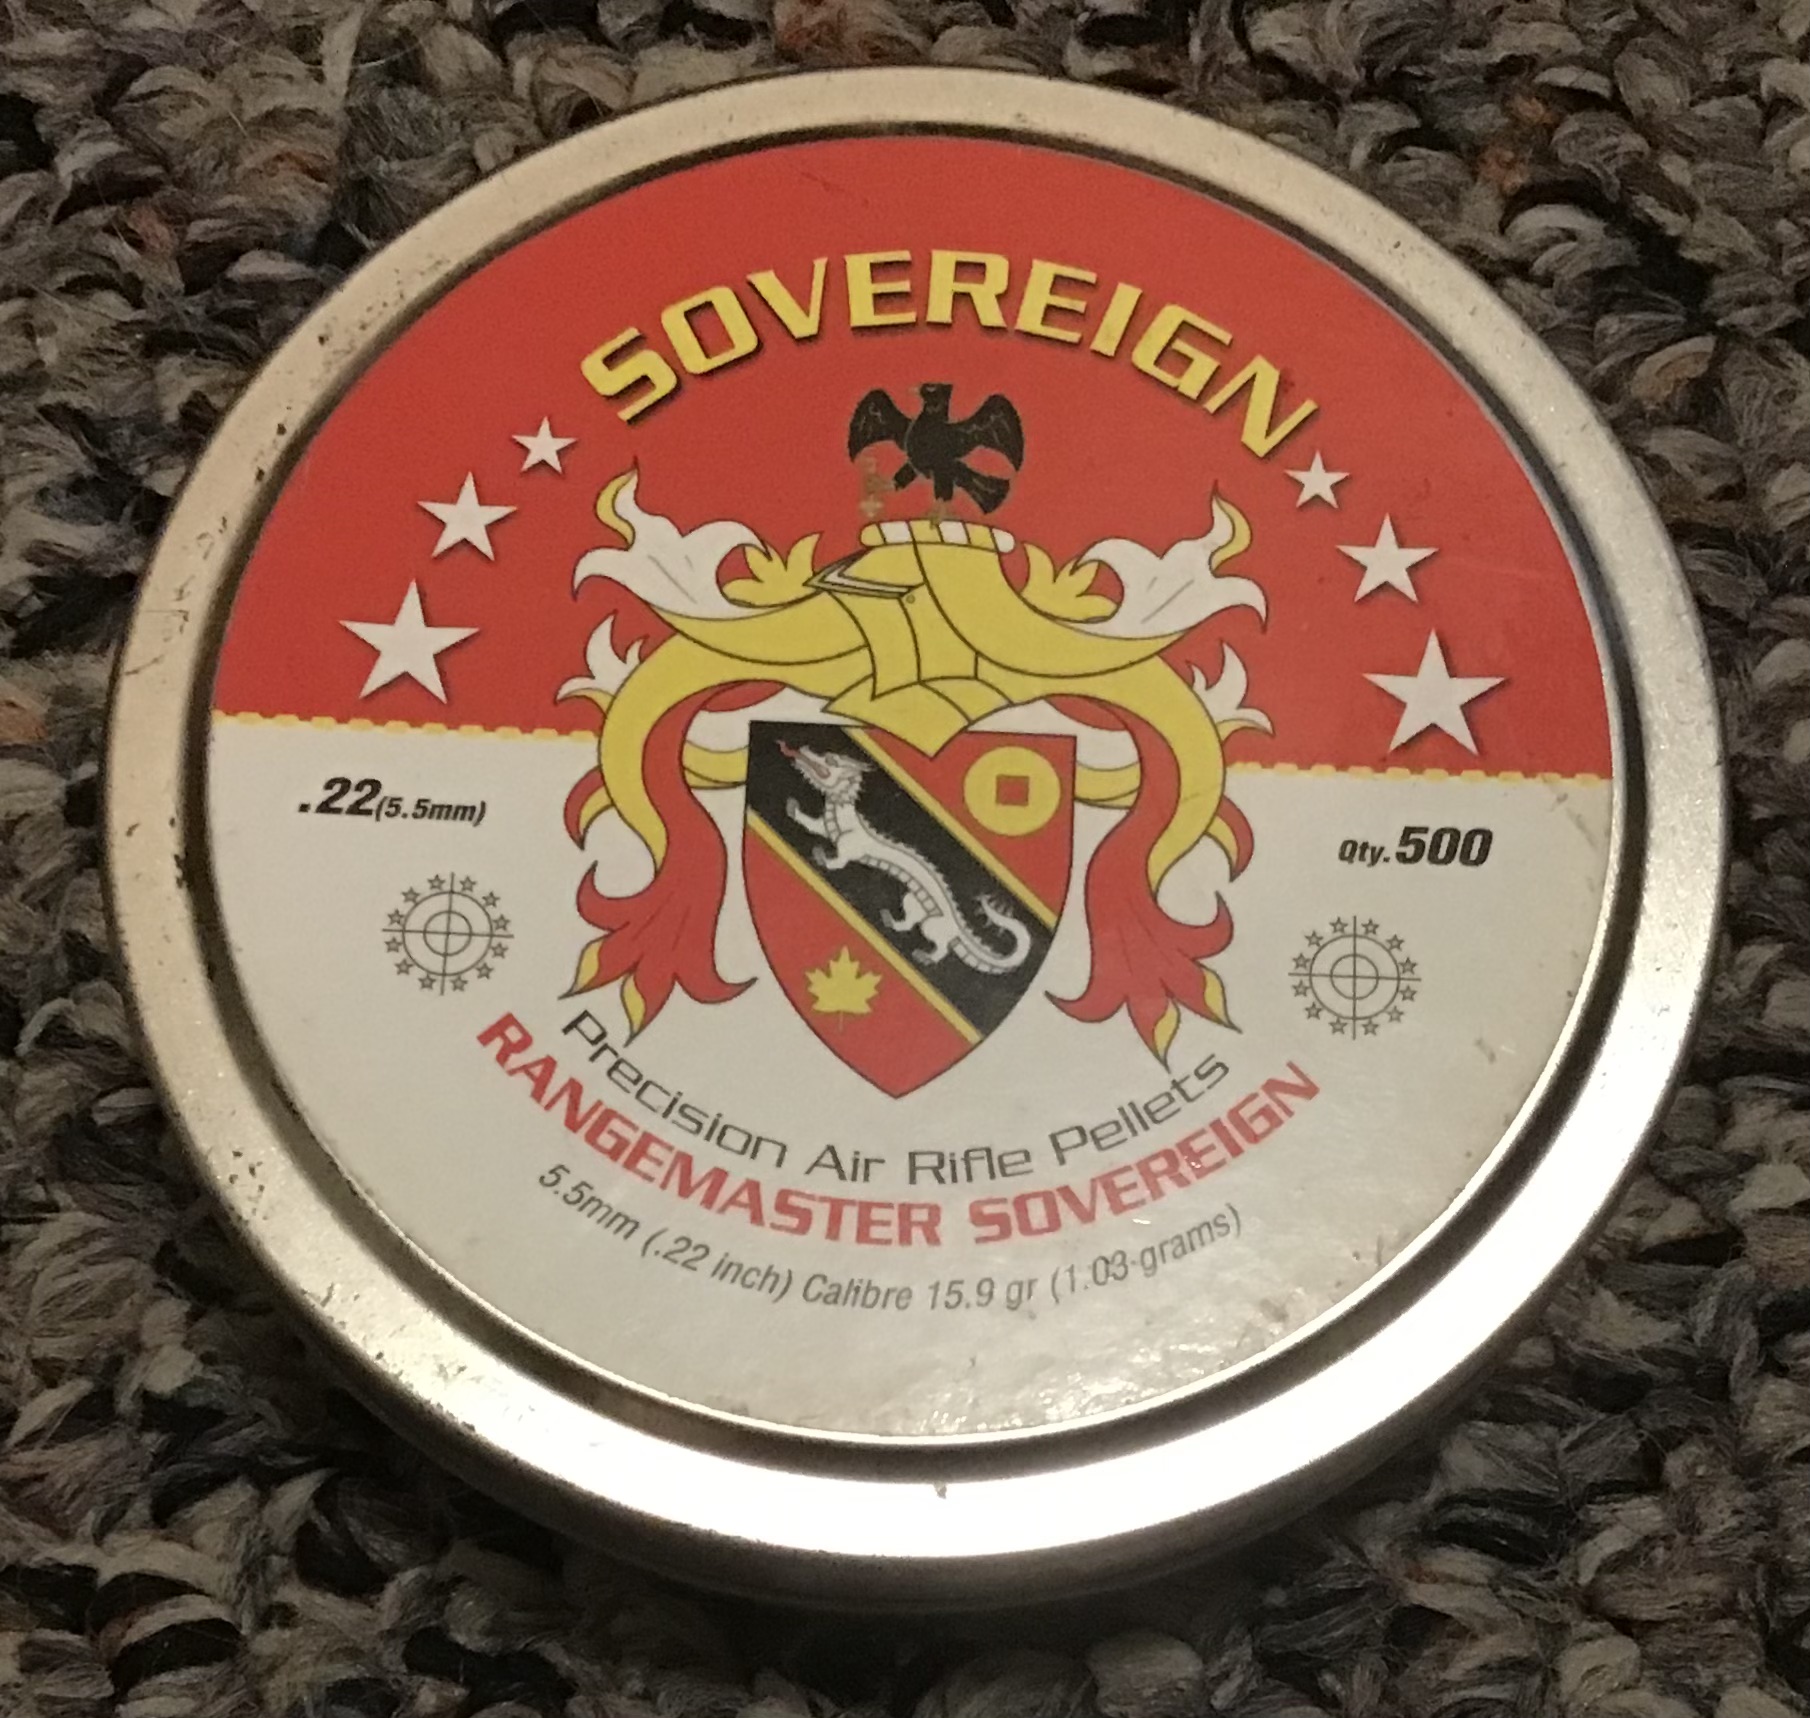 SOVEREIGN
.22(5.5mm)
Qty.500
Precision Air Rifle Pellets
RANGEMASTER SOVEREIGN
5.5mm (.22 inch) Calibre 15.9 gr (1.03 grams)